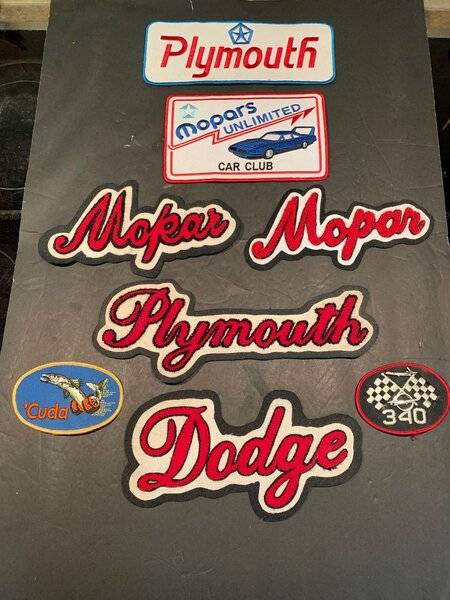 Plymouth
Mopars
UNLIMITED
CAR CLUB
Mopar
Mopar
Plymouth
'Cuda
340
Dodge